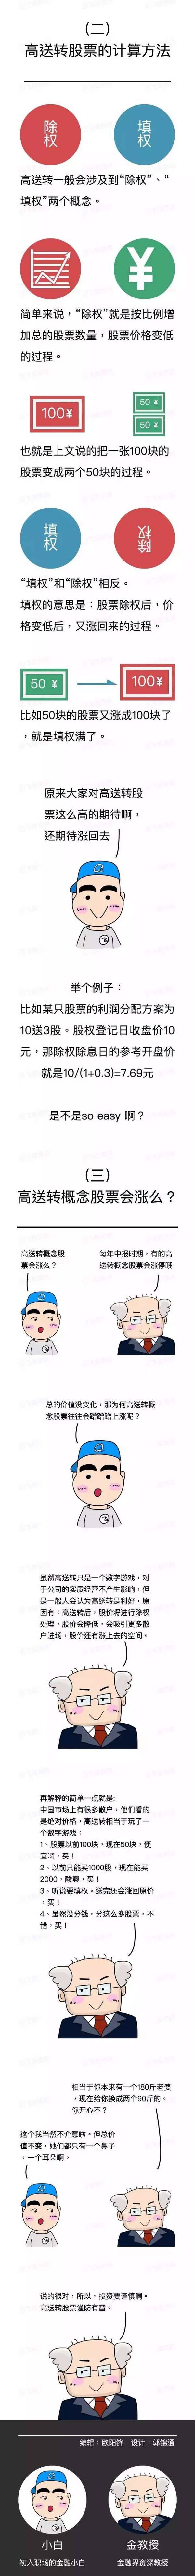 (二)
高送转股票的计算方法
除权
填权
高送转一般会涉及到“除权”、“
填权”两个概念。
¥
简单来说，“除权”就是按比例增
加总的股票数量，股票价格变低
的过程。
100¥
50 ¥
50 ¥
也就是上文说的把一张100块的
股票变成两个50块的过程。
填权
除权
“填权”和“除权”相反。
填权的意思是：股票除权后，价
格变低后，又涨回来的过程。
50 ¥
100¥
比如50块的股票又涨成100块了
，就是填权满了。
原来大家对高送转股
票这么高的期待啊，
还期待涨回去
举个例子：
比如某只股票的利润分配方案为
10送3股。股权登记日收盘价10
元，那除权除息日的参考开盘价
就是10/(1+0.3)=7.69元
是不是so easy 啊？
(三)
高送转概念股票会涨么？
高送转概念股
票会涨么？
每年中报时期，有的高
送转概念股票会涨停哦
总的价值没变化，那为何高送转概
念股票往往会蹭蹭蹭上涨呢？
虽然高送转只是一个数字游戏，对
于公司的实质经营不产生影响，但
是一般人会认为高送转是利好，原
因有：高送转后，股价将进行除权
处理，股价会降低，会吸引更多散
户进场，股价还有涨上去的空间。
再解释的简单一点就是:
中国市场上有很多散户，他们看的
是绝对价格，高送转相当于玩了一
个数字游戏：
1、股票以前100块，现在50块，便
宜啊，买！
2、以前只能买1000股，现在能买
2000，酸爽，买！
3、听说要填权。送完还会涨回原价
，买！
4、虽然没分钱，分这么多股票，不
错，买！
相当于你本来有一个180斤老婆
，现在给你换成两个90斤的。
你开心不？
这个我当然不介意啦。但总价
值不变，她们都只有一个鼻子
，一个耳朵啊。
说的很对，所以，投资要谨慎啊。
高送转股票谨防有雷。
编辑：欧阳锋 设计：郭锦通
小白
初入职场的金融小白
金教授
金融界资深教授